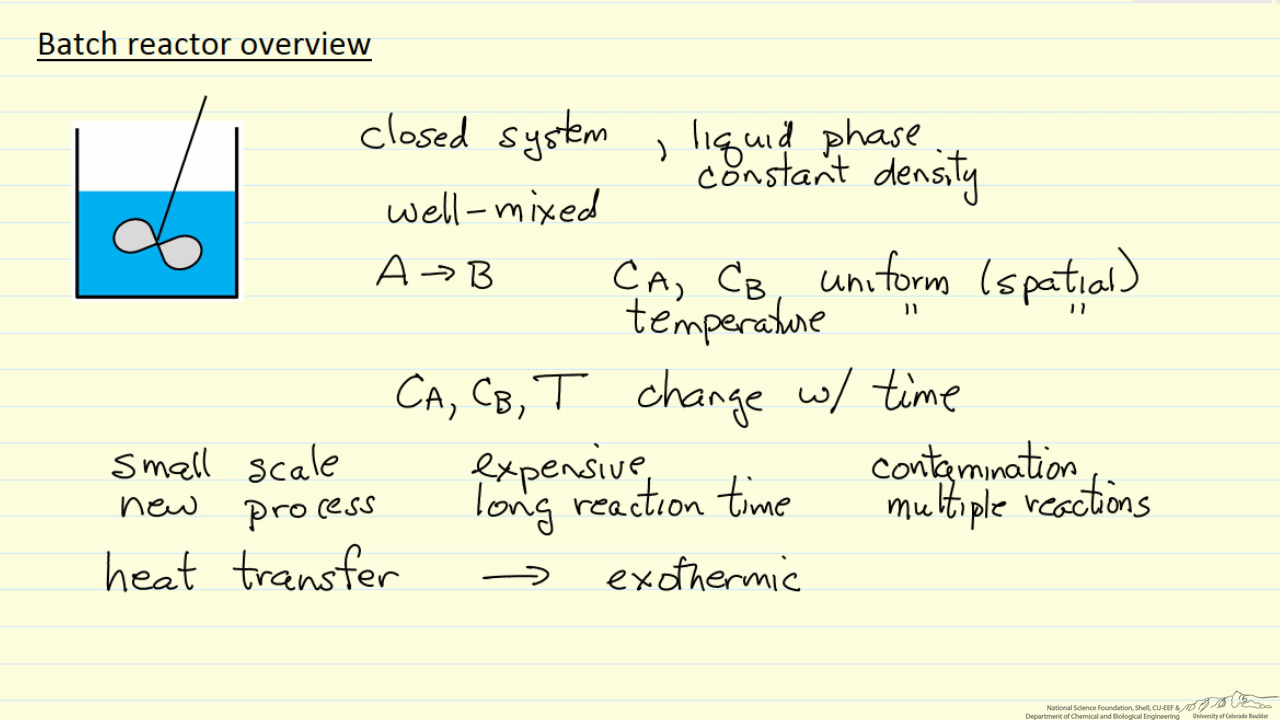 Batch reactor overview
closed system , liquid phase
constant density
well-mixed
A → B CA, CB uniform (spatial)
temperature " "
CA, CB, T change w/ time
small scale expensive contamination
new process long reaction time multiple reactions
heat transfer → exothermic
National Science Foundation, Shell, CU-EEF &
Department of Chemical and Biological Engineering University of Colorado Boulder